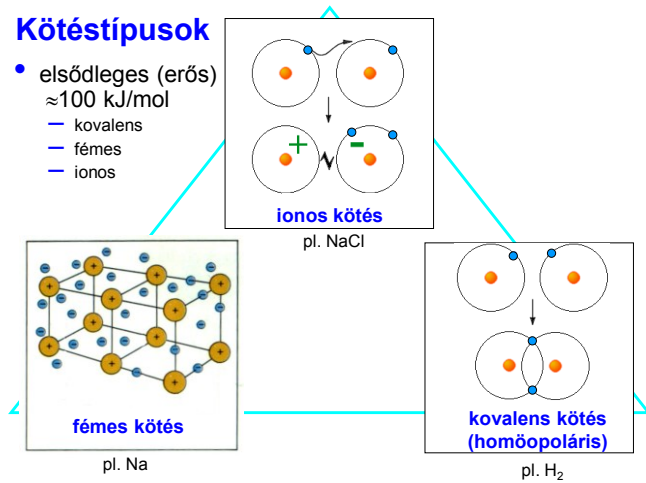 Kötéstípusok
• elsődleges (erős)
≈100 kJ/mol
– kovalens
– fémes
– ionos
+ -
ionos kötés
pl. NaCl
fémes kötés
pl. Na
kovalens kötés
(homöopoláris)
pl. H₂